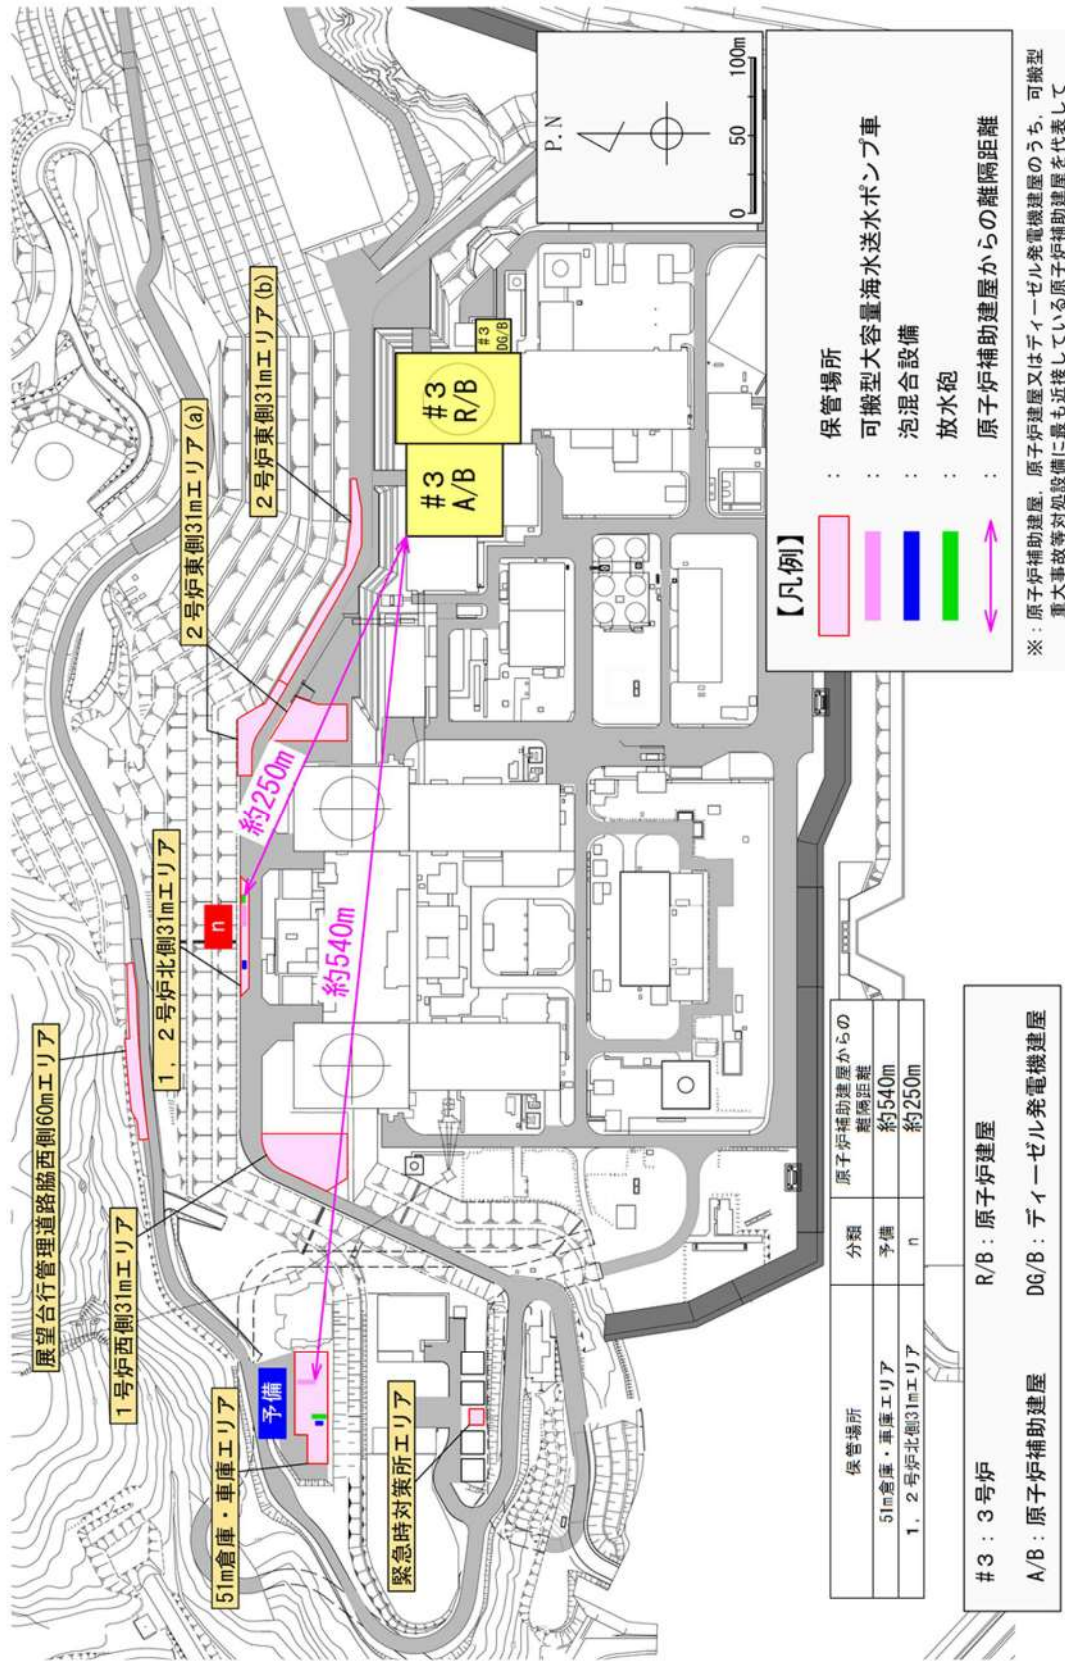 展望台行管理道路脇西側60mエリア
1号炉西側31mエリア
51m倉庫・車庫エリア
予備
緊急時対策所エリア
1，2号炉北側31mエリア
n
2号炉東側31mエリア(a)
2号炉東側31mエリア(b)
約250m
約540m
#3
A/B
#3
R/B
#3
DG/B
P.N
0 50 100m
【凡例】
： 保管場所
： 可搬型大容量海水送水ポンプ車
： 泡混合設備
： 放水砲
： 原子炉補助建屋からの離隔距離
※：原子炉補助建屋，原子炉建屋又はディーゼル発電機建屋のうち，可搬型
重大事故等対処設備に最も近接している原子炉補助建屋を代表して
保管場所 分類 原子炉補助建屋からの
離隔距離
51m倉庫・車庫エリア 予備 約540m
1，2号炉北側31mエリア n 約250m
#3：3号炉 R/B：原子炉建屋
A/B：原子炉補助建屋 DG/B：ディーゼル発電機建屋